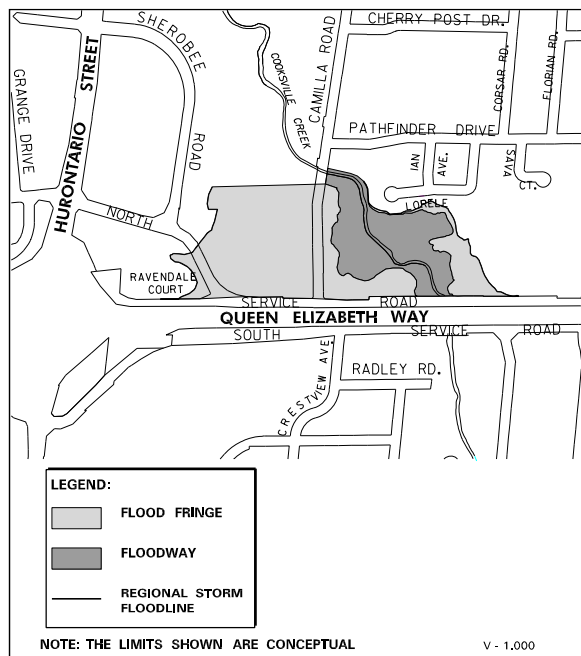 SHEROBEE
ROAD
CHERRY POST DR.
CAMILLA ROAD
COOKSVILLE
CREEK
CORSAR RD.
FLORIAN RD.
GRANGE DRIVE
HURONTARIO STREET
PATHFINDER DRIVE
IAN
AVE.
SAVA
CT.
LORELE
NORTH
RAVENDALE
COURT
SERVICE ROAD
QUEEN ELIZABETH WAY
SOUTH SERVICE ROAD
CRESTVIEW AVE.
RADLEY RD.
LEGEND:
FLOOD FRINGE
FLOODWAY
REGIONAL STORM
FLOODLINE
NOTE: THE LIMITS SHOWN ARE CONCEPTUAL
V - 1.000